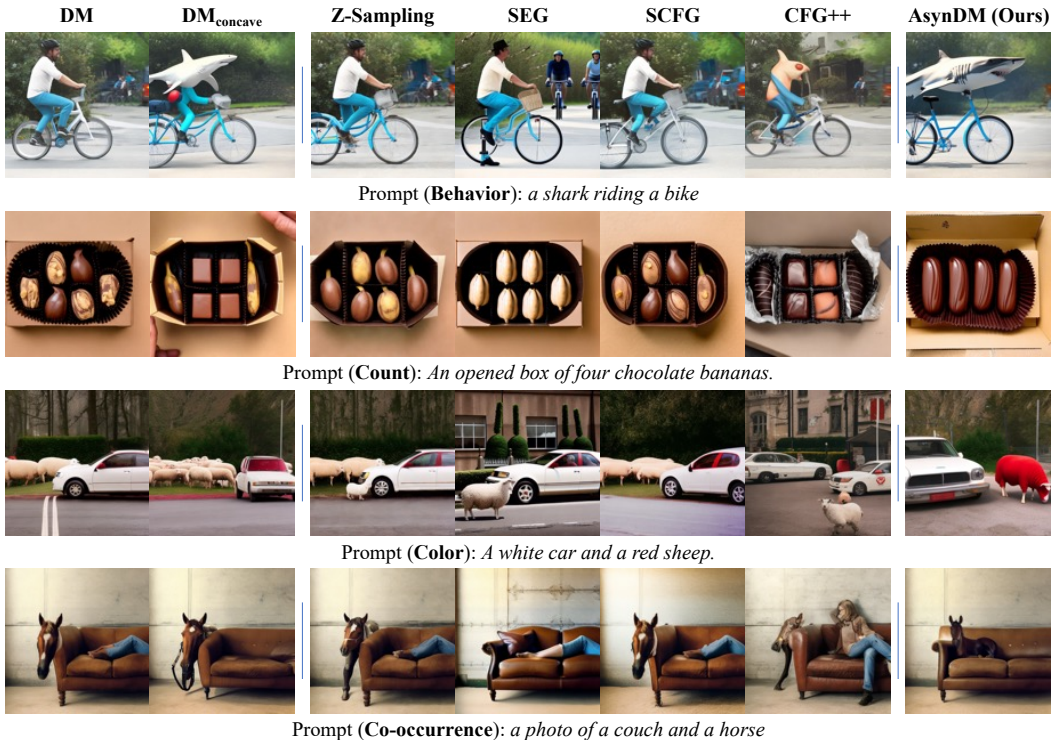 DM DM_concave Z-Sampling SEG SCFG CFG++ AsynDM (Ours)
Prompt (Behavior): a shark riding a bike
Prompt (Count): An opened box of four chocolate bananas.
Prompt (Color): A white car and a red sheep.
Prompt (Co-occurrence): a photo of a couch and a horse